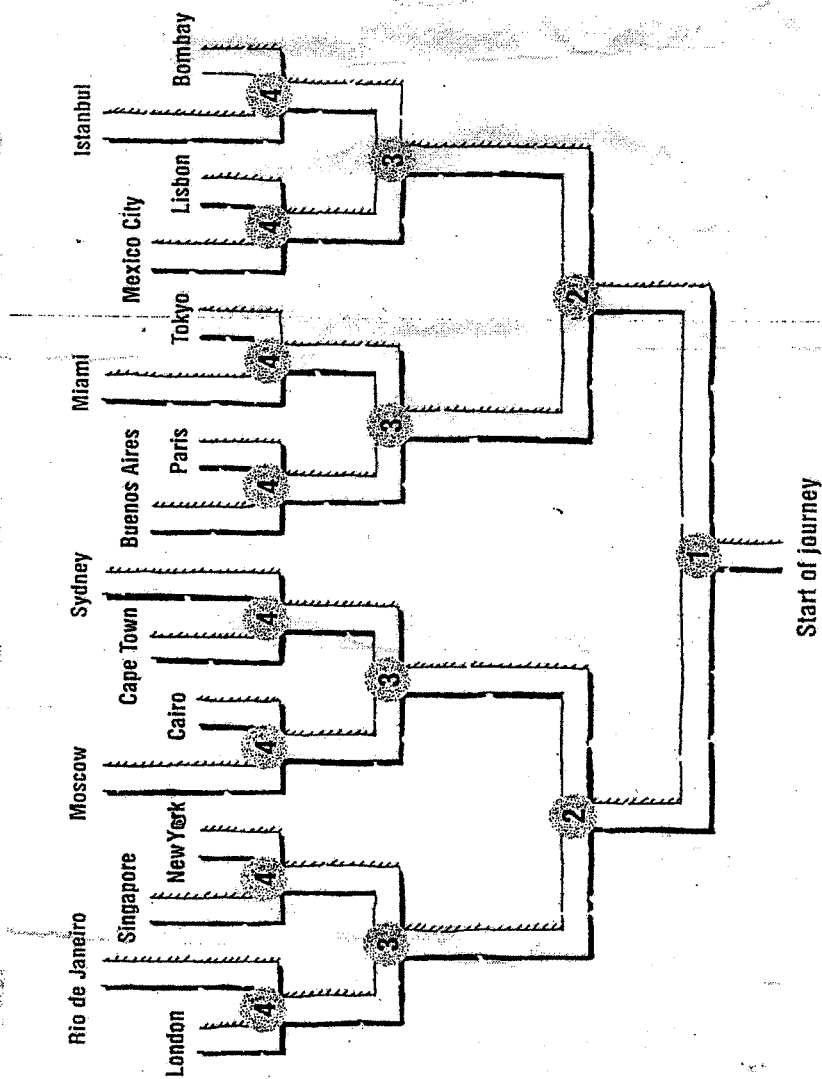 Rio de Janeiro
Moscow
Sydney
Miami
Istanbul
Singapore
Cape Town
Buenos Aires
Mexico City
London
New York
Cairo
Paris
Tokyo
Lisbon
Bombay
4 4 4 4 4 4 4 4
3 3 3 3
2 2
1
Start of journey